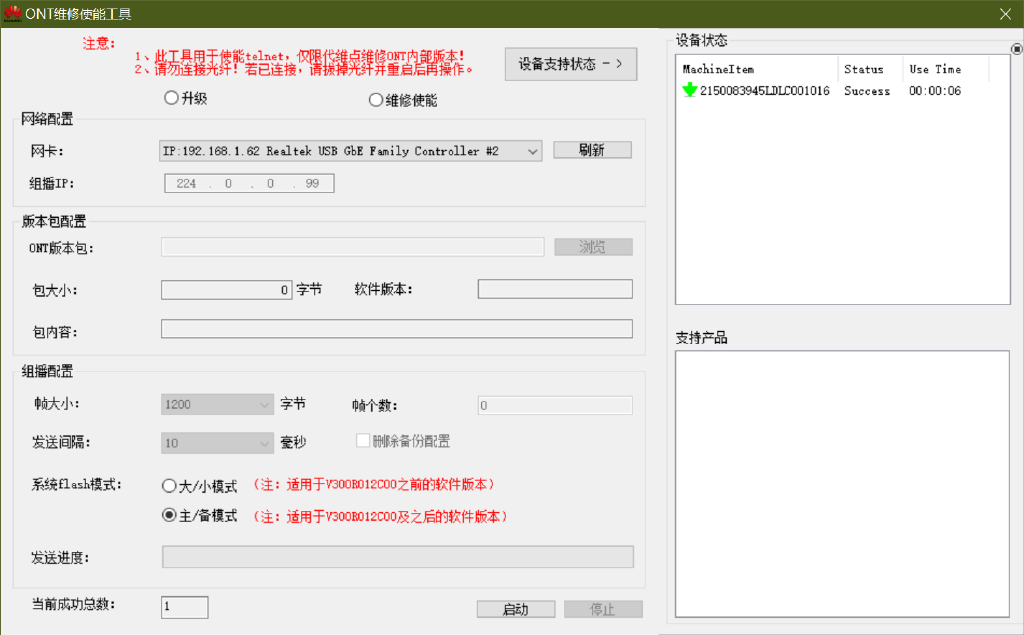 ONT维修使能工具
注意:
1、此工具用于使能telnet，仅限代维点维修ONT内部版本!
2、请勿连接光纤! 若已连接，请拔掉光纤并重启后再操作。
设备支持状态 - >
升级
维修使能
网络配置
网卡:
IP:192.168.1.62 Realtek USB GbE Family Controller #2
刷新
组播IP:
224 . 0 . 0 . 99
版本包配置
ONT版本包:
浏览
包大小:
0
字节
软件版本:
包内容:
组播配置
帧大小:
1200
字节
帧个数:
0
发送间隔:
10
毫秒
删除备份配置
系统flash模式:
大/小模式
(注: 适用于V300R012C00之前的软件版本)
主/备模式
(注: 适用于V300R012C00及之后的软件版本)
发送进度:
当前成功总数:
1
启动
停止
设备状态
MachineItem Status Use Time
2150083945LDLC001016 Success 00:00:06
支持产品